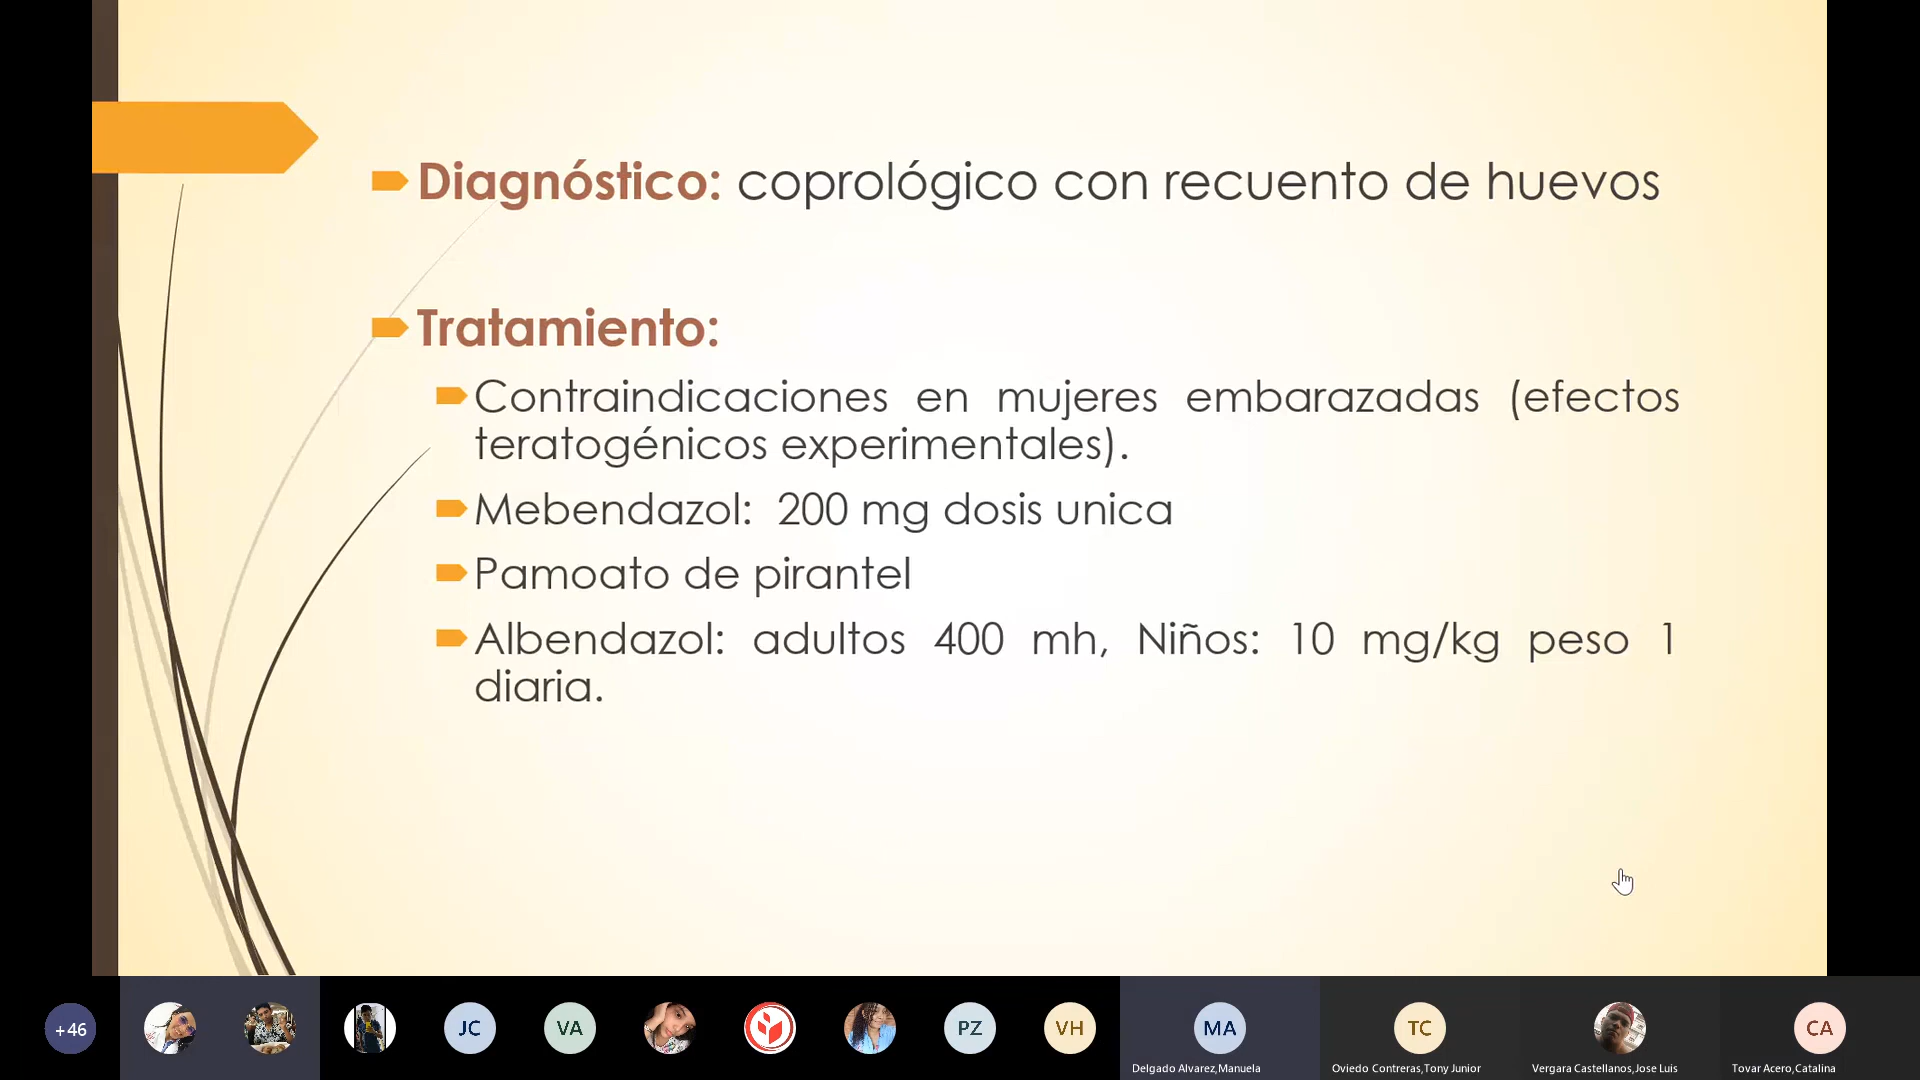 Diagnóstico: coprológico con recuento de huevos
Tratamiento:
Contraindicaciones en mujeres embarazadas (efectos
teratogénicos experimentales).
Mebendazol: 200 mg dosis unica
Pamoato de pirantel
Albendazol: adultos 400 mh, Niños: 10 mg/kg peso 1
diaria.
+46
JC
VA
PZ
VH
MA
TC
CA
Delgado Alvarez,Manuela
Oviedo Contreras,Tony Junior
Vergara Castellanos,Jose Luis
Tovar Acero,Catalina